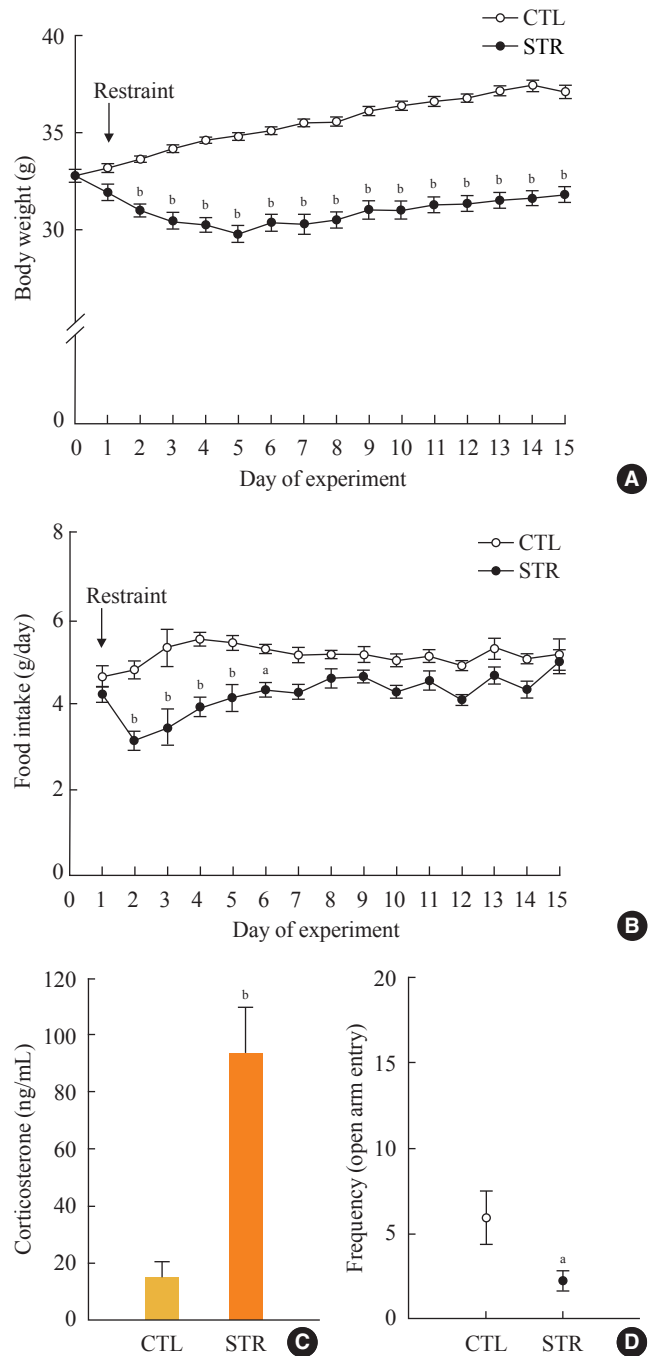 CTL
STR
40
Restraint
35
30
0
Body weight (g)
b b b b b b b b b b b b b b
0 1 2 3 4 5 6 7 8 9 10 11 12 13 14 15
Day of experiment
A
CTL
STR
8
Restraint
6
4
2
0
Food intake (g/day)
b b b b a
0 1 2 3 4 5 6 7 8 9 10 11 12 13 14 15
Day of experiment
B
120
100
80
60
40
20
0
Corticosterone (ng/mL)
b
CTL STR
C
20
15
10
5
0
Frequency (open arm entry)
a
CTL STR
D